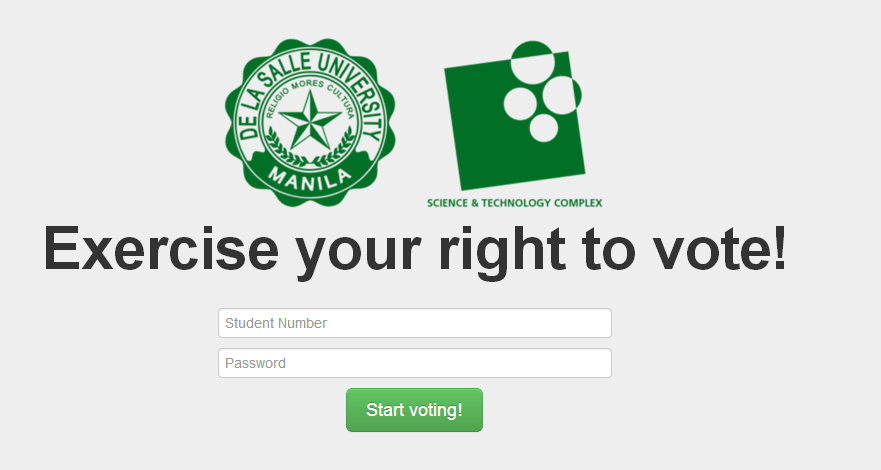 DE LA SALLE UNIVERSITY
RELIGIO MORES CULTURA
MANILA
SCIENCE & TECHNOLOGY COMPLEX
Exercise your right to vote!
Student Number
Password
Start voting!